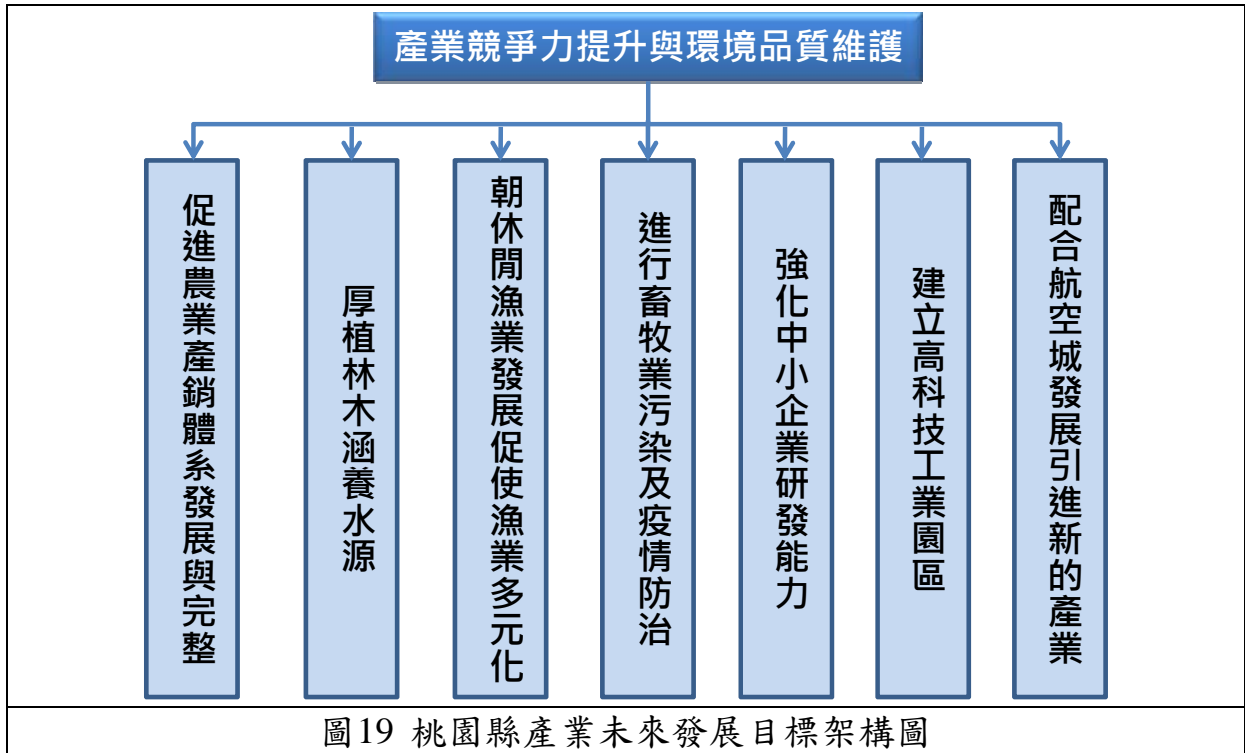 產業競爭力提升與環境品質維護
促進農業產銷體系發展與完整
厚植林木涵養水源
朝休閒漁業發展促使漁業多元化
進行畜牧業污染及疫情防治
強化中小企業研發能力
建立高科技工業園區
配合航空城發展引進新的產業
圖19 桃園縣產業未來發展目標架構圖